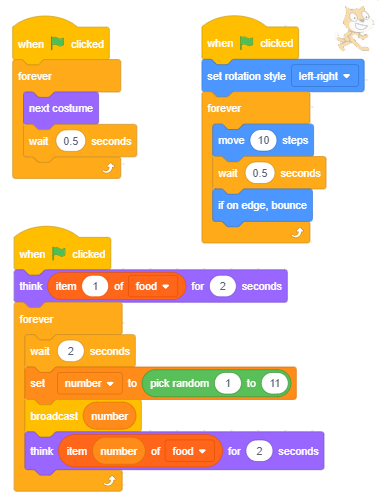 when clicked
forever
next costume
wait 0.5 seconds
when clicked
set rotation style left-right
forever
move 10 steps
wait 0.5 seconds
if on edge, bounce
when clicked
think item 1 of food for 2 seconds
forever
wait 2 seconds
set number to pick random 1 to 11
broadcast number
think item number of food for 2 seconds